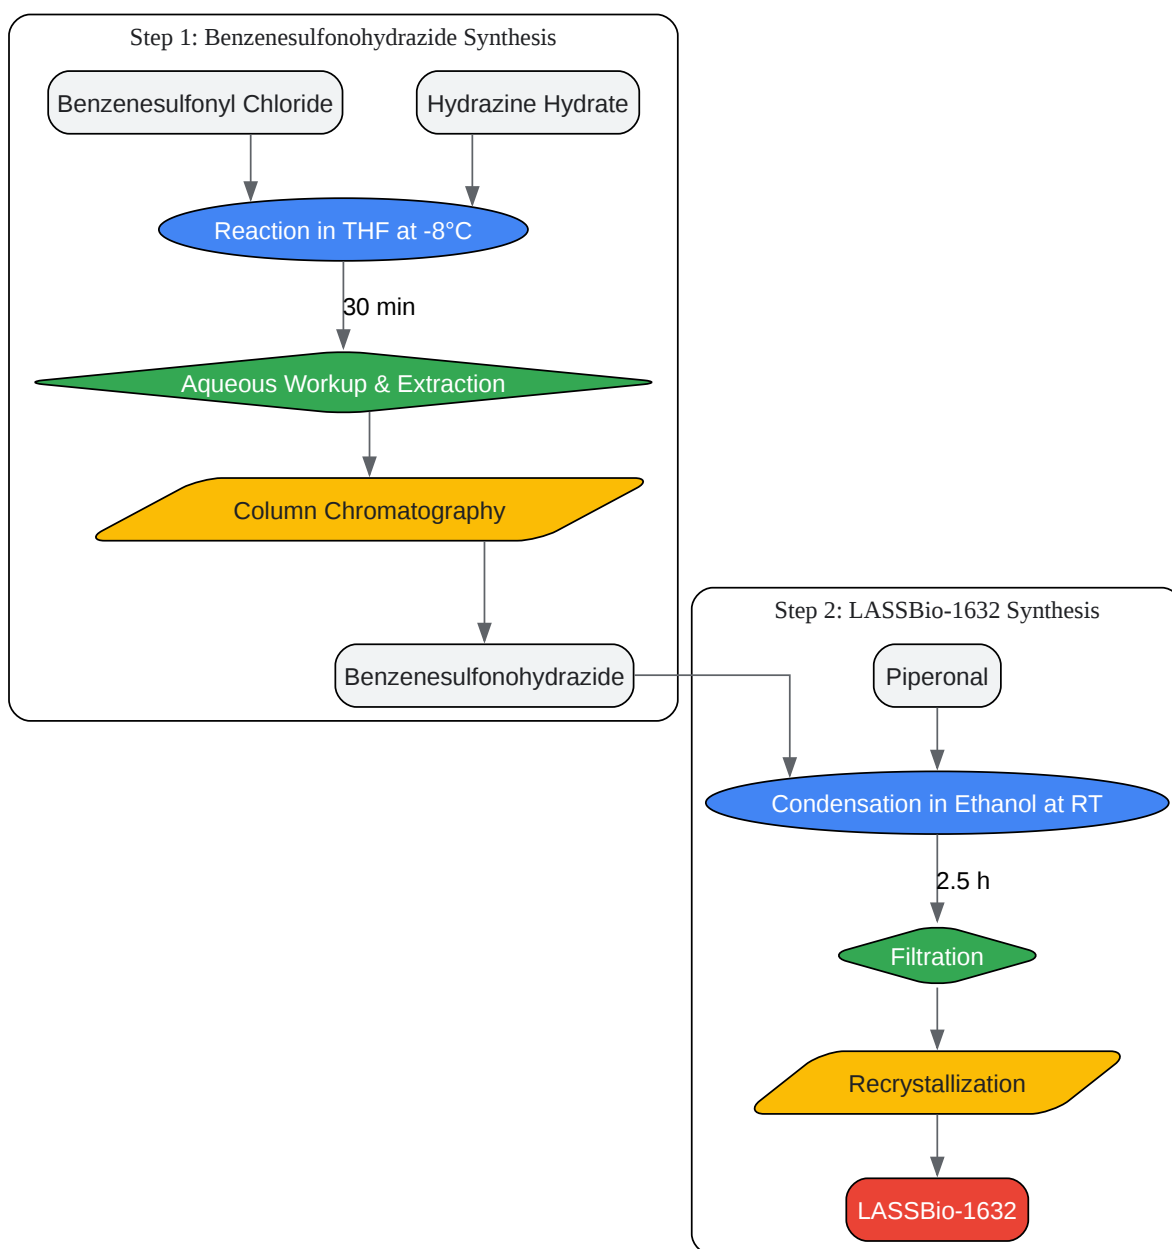 Step 1: Benzenesulfonohydrazide Synthesis
Benzenesulfonyl Chloride
Hydrazine Hydrate
Reaction in THF at -8°C
30 min
Aqueous Workup & Extraction
Column Chromatography
Benzenesulfonohydrazide
Step 2: LASSBio-1632 Synthesis
Piperonal
Condensation in Ethanol at RT
2.5 h
Filtration
Recrystallization
LASSBio-1632